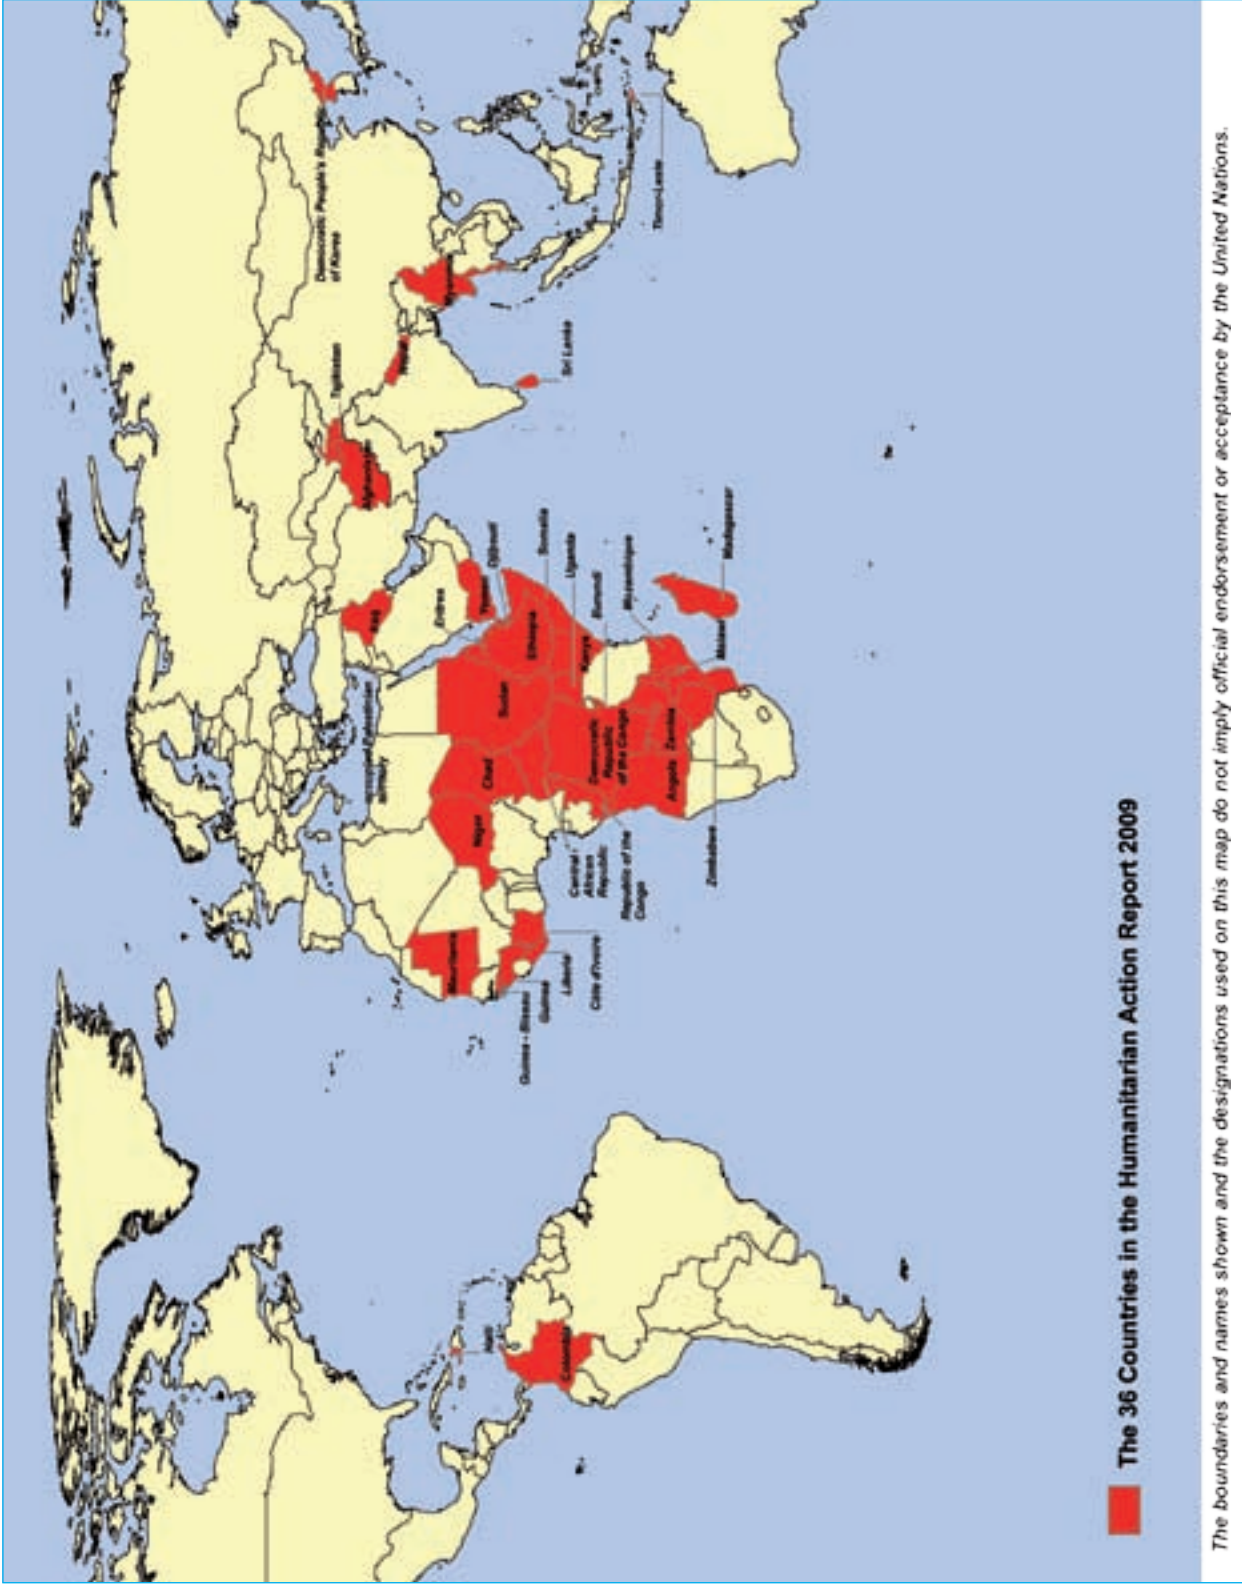 Democratic People's Republic
of Korea
Tajikistan
Afghanistan
Nepal
Myanmar
Sri Lanka
Timor-Leste
Iraq
occupied Palestinian
territory
Eritrea
Yemen
Djibouti
Somalia
Ethiopia
Uganda
Kenya
Burundi
Mozambique
Madagascar
Malawi
Sudan
Chad
Niger
Mauritania
Democratic
Republic
of the Congo
Zambia
Angola
Zimbabwe
Central
African
Republic
Republic of the
Congo
Guinea - Bissau
Guinea
Liberia
Côte d'Ivoire
Haiti
Colombia
The 36 Countries in the Humanitarian Action Report 2009
The boundaries and names shown and the designations used on this map do not imply official endorsement or acceptance by the United Nations.